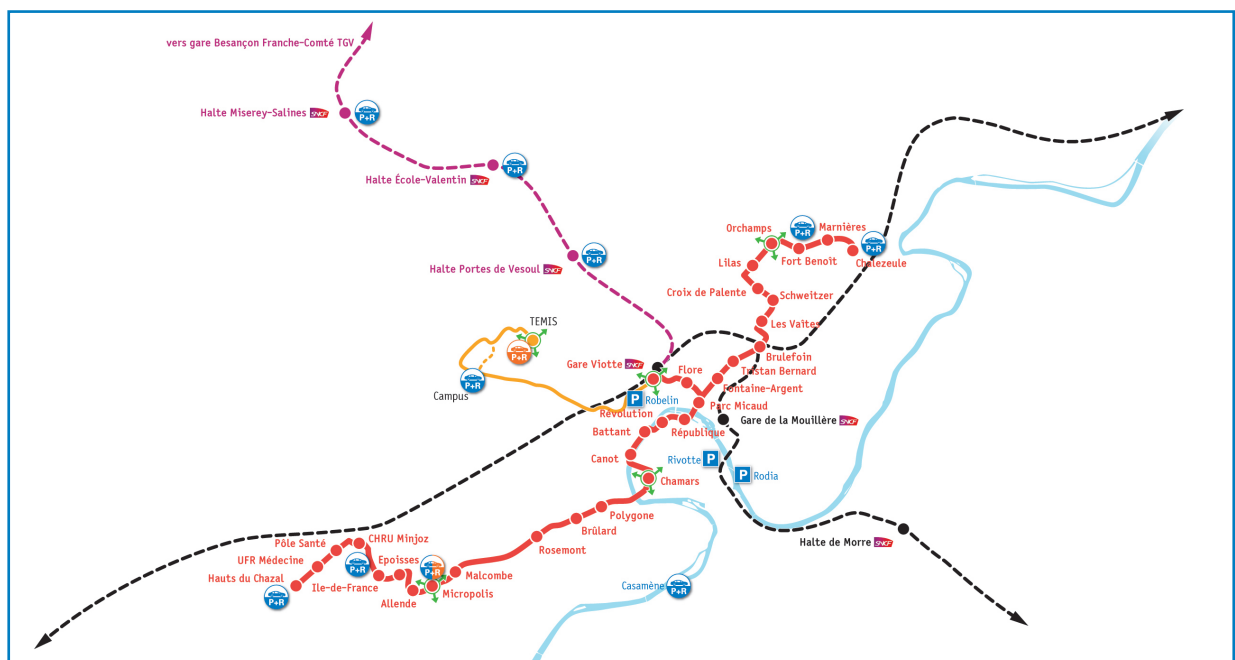 vers gare Besançon Franche-Comté TGV
Halte Miserey-Salines SNCF
P+R
Halte École-Valentin SNCF
P+R
Halte Portes de Vesoul SNCF
P+R
Orchamps
P+R
Marnières
P+R
Lilas
Fort Benoît
Chalezeule
Croix de Palente
Schweitzer
TEMIS
P+R
Les Vaîtes
Gare Viotte SNCF
Flore
Brulefoin
Tristan Bernard
Fontaine-Argent
Campus
P+R
P
Robelin
Parc Micaud
Révolution
Battant
République
Gare de la Mouillère SNCF
Canot
Rivotte
P
P
Rodia
Chamars
Polygone
Brûlard
Rosemont
Halte de Morre SNCF
CHRU Minjoz
Pôle Santé
UFR Médecine
P+R
Epoisses
P+R
Malcombe
Hauts du Chazal
P+R
Ile-de-France
Allende
Micropolis
Casamène
P+R